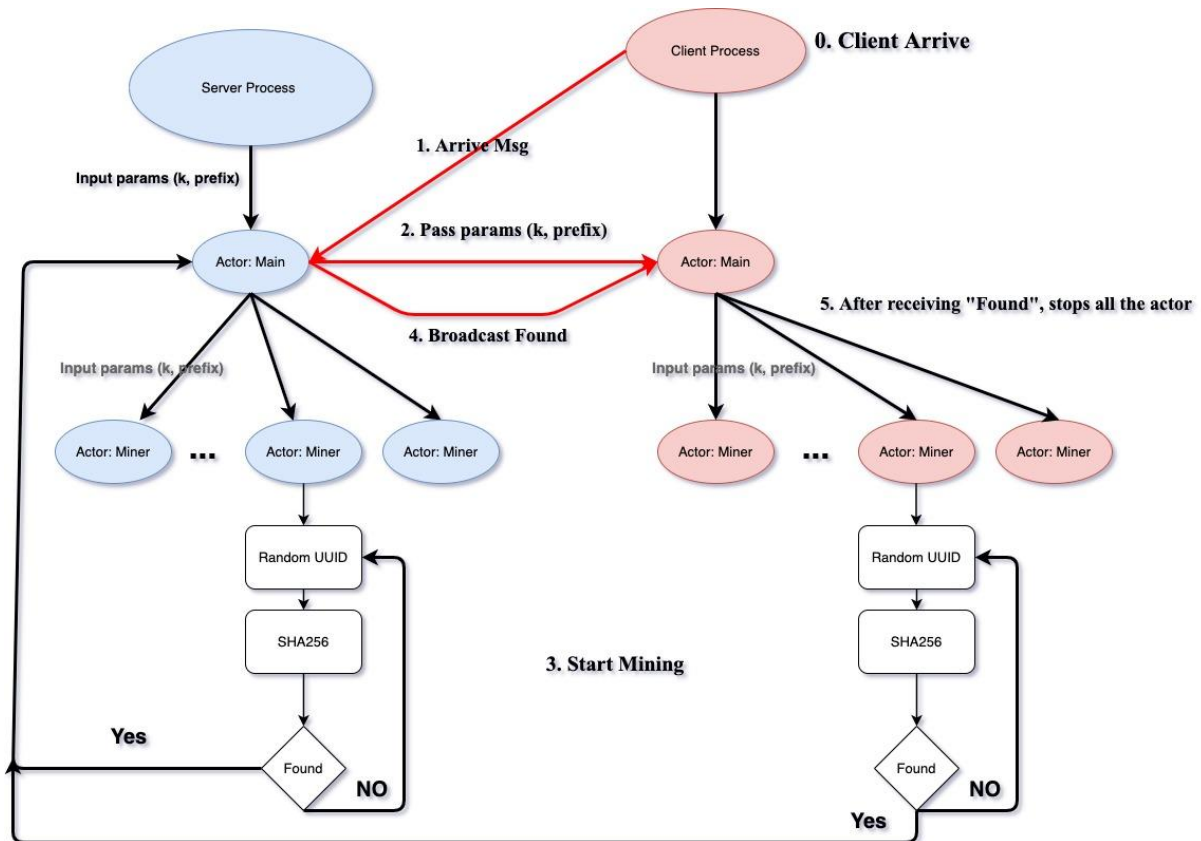 0. Client Arrive
Client Process
Server Process
1. Arrive Msg
Input params (k, prefix)
2. Pass params (k, prefix)
Actor: Main
Actor: Main
5. After receiving "Found", stops all the actor
4. Broadcast Found
Input params (k, prefix)
Input params (k, prefix)
Actor: Miner
...
Actor: Miner
Actor: Miner
Actor: Miner
...
Actor: Miner
Actor: Miner
Random UUID
Random UUID
SHA256
SHA256
3. Start Mining
Yes
Found
NO
Found
NO
Yes